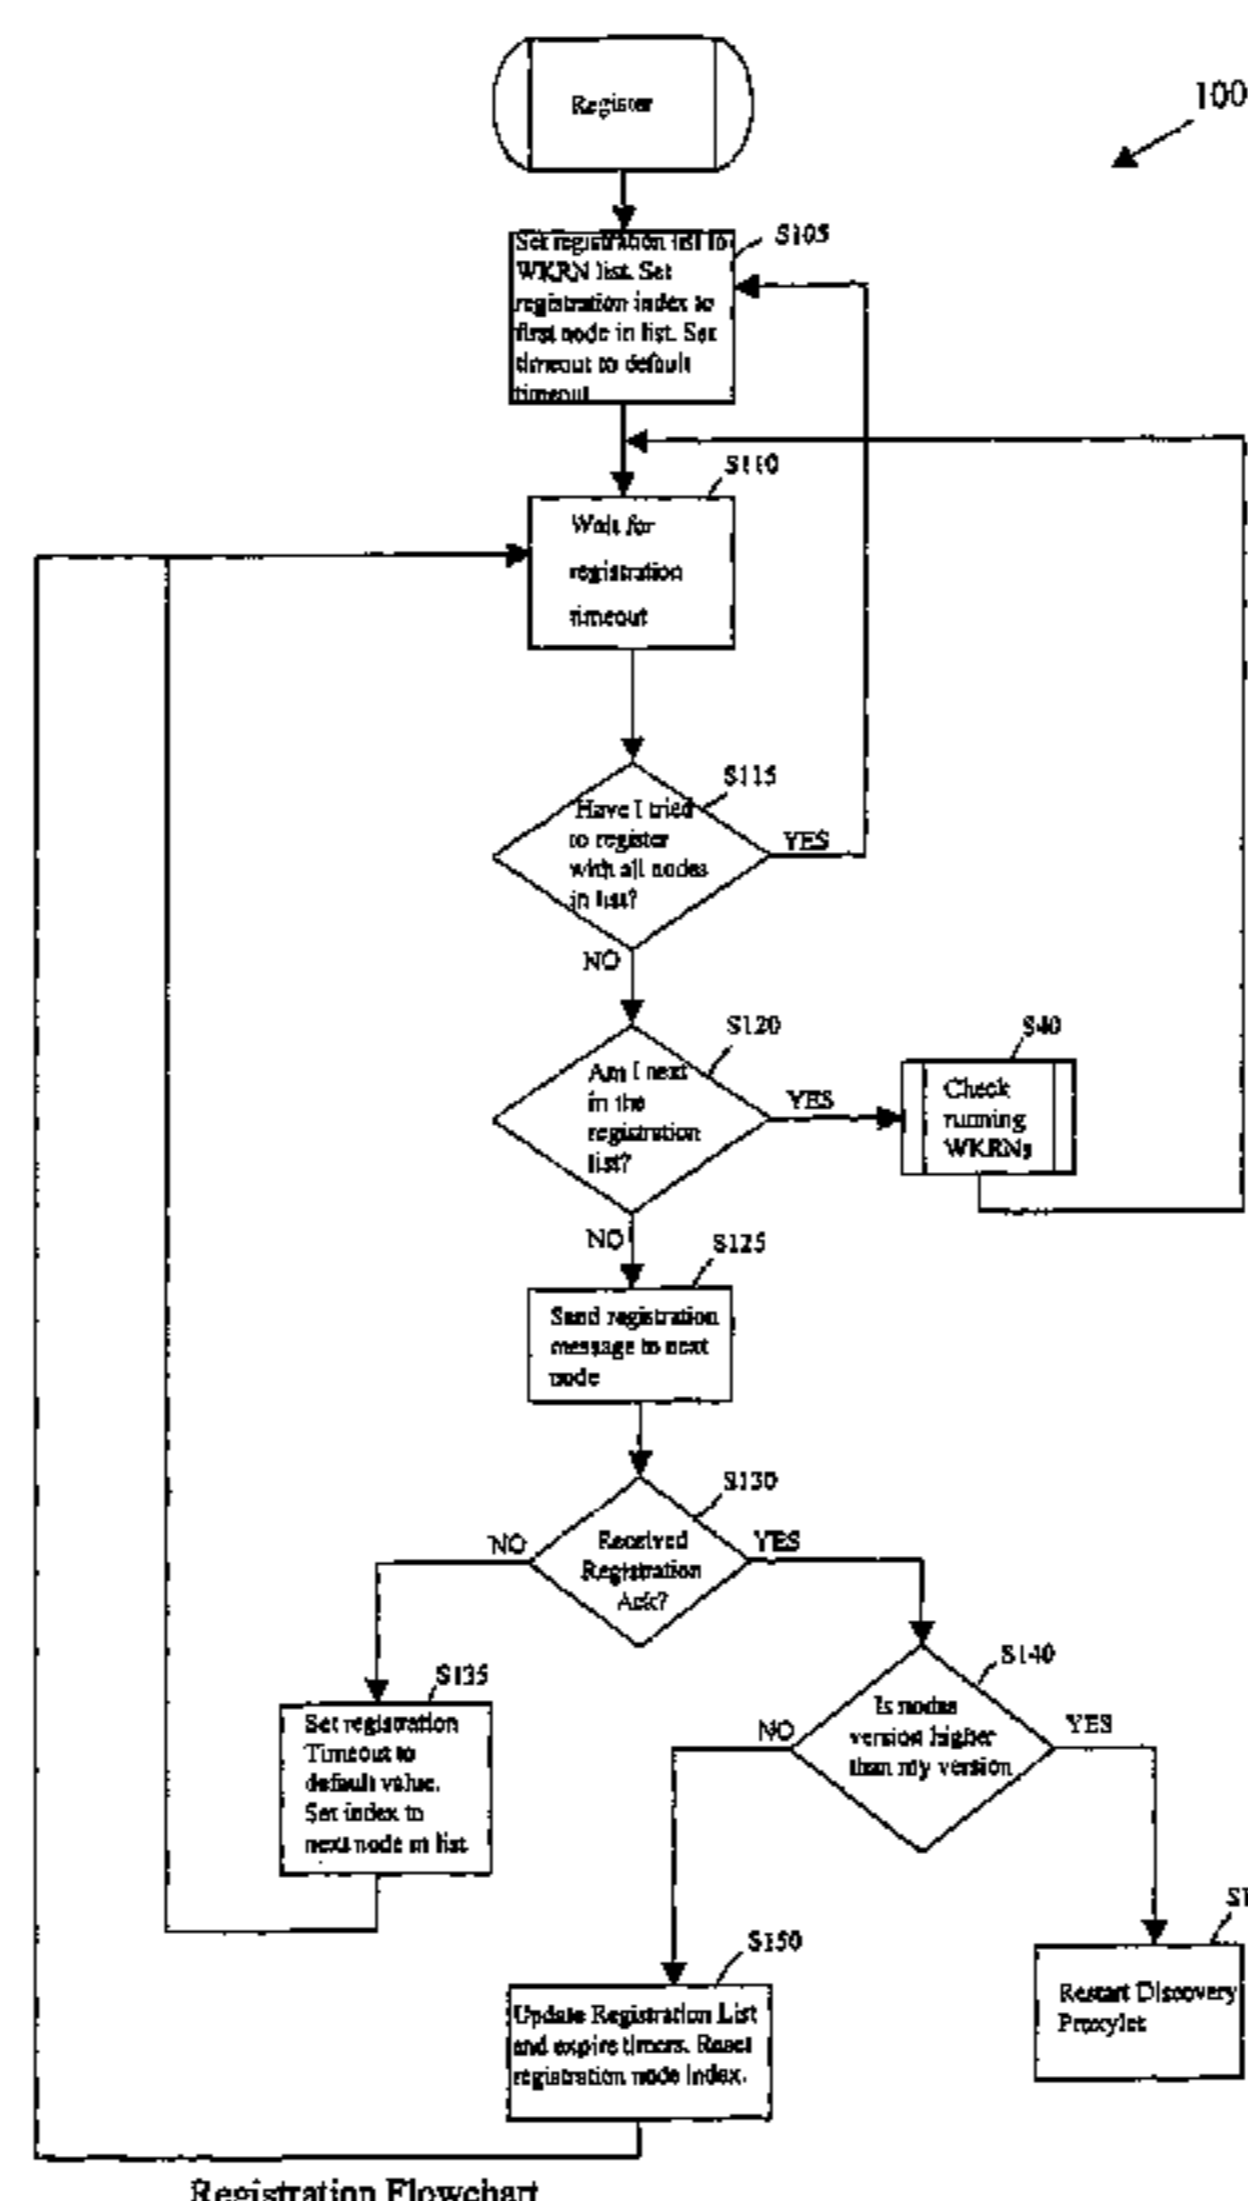 100
Register
S105
Set registration list to
WKRN list. Set
registration index to
first node in list. Set
timeout to default
timeout
S110
Wait for
registration
timeout
S115
Have I tried
to register
with all nodes
in list?
YES
NO
S120
Am I next
in the
registration
list?
YES
S40
Check
running
WKRNs
NO
S125
Send registration
message to next
node
S130
Received
Registration
Ack?
NO
YES
S135
Set registration
Timeout to
default value.
Set index to
next node in list
S140
Is nodes
version higher
than my version
NO
YES
S150
Update Registration List
and expire timers. Reset
registration node index.
S1
Restart Discovery
Proxylet
Registration Flowchart